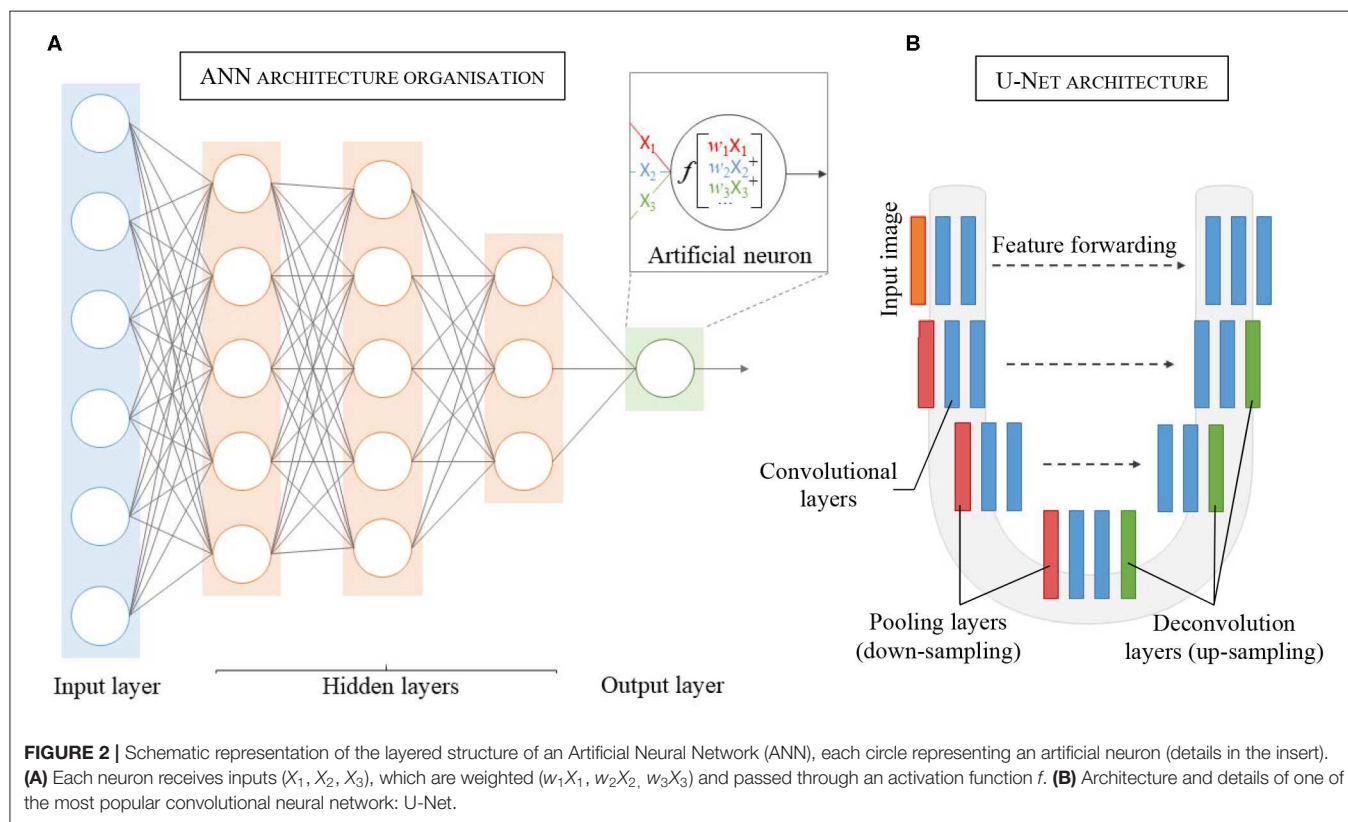 A
ANN ARCHITECTURE ORGANISATION
X1
X2
X3
f
w1X1
w2X2+
w3X3+
...
Artificial neuron
Input layer
Hidden layers
Output layer
B
U-NET ARCHITECTURE
Input image
Feature forwarding
Convolutional
layers
Pooling layers
(down-sampling)
Deconvolution
layers (up-sampling)
FIGURE 2 | Schematic representation of the layered structure of an Artificial Neural Network (ANN), each circle representing an artificial neuron (details in the insert).
(A) Each neuron receives inputs (X1, X2, X3), which are weighted (w1X1, w2X2, w3X3) and passed through an activation function f. (B) Architecture and details of one of
the most popular convolutional neural network: U-Net.